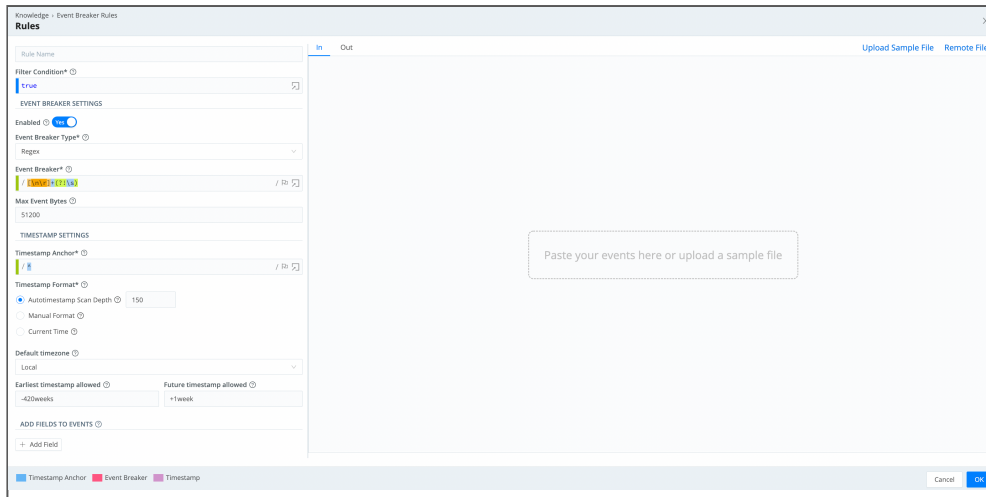 Knowledge › Event Breaker Rules
Rules
Rule Name
Filter Condition*
true
EVENT BREAKER SETTINGS
Enabled Yes
Event Breaker Type*
Regex
Event Breaker*
/ [\n\r]+(?!\s) /
Max Event Bytes
51200
TIMESTAMP SETTINGS
Timestamp Anchor*
/ ^ /
Timestamp Format*
Autotimestamp Scan Depth 150
Manual Format
Current Time
Default timezone
Local
Earliest timestamp allowed Future timestamp allowed
-420weeks +1week
ADD FIELDS TO EVENTS
+ Add Field
In Out Upload Sample File Remote File
Paste your events here or upload a sample file
Timestamp Anchor Event Breaker Timestamp
Cancel OK